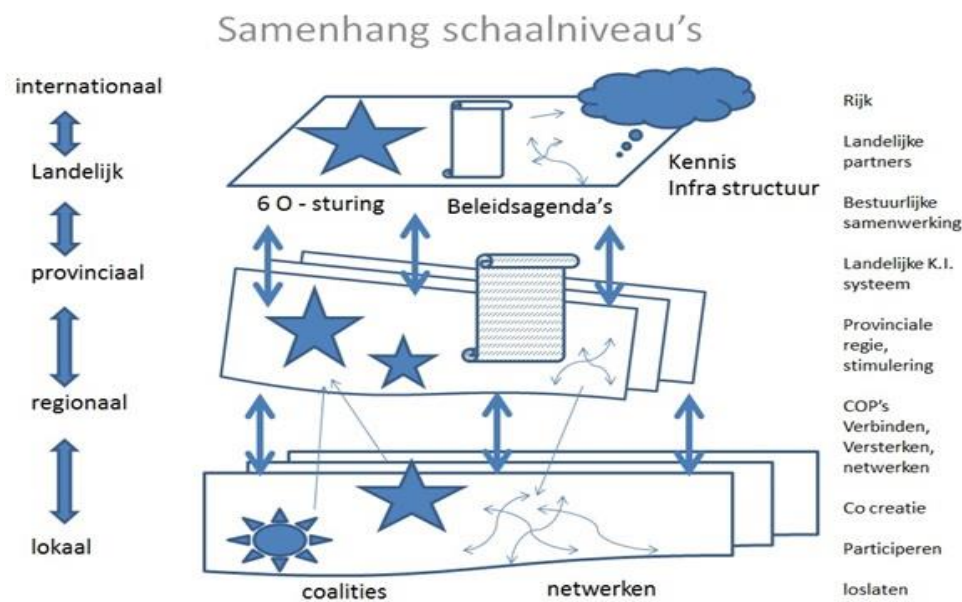 Samenhang schaalniveau's
internationaal
Landelijk
provinciaal
regionaal
lokaal
6 O - sturing
Beleidsagenda's
Kennis
Infra structuur
coalities
netwerken
Rijk
Landelijke
partners
Bestuurlijke
samenwerking
Landelijke K.I.
systeem
Provinciale
regie,
stimulering
COP's
Verbinden,
Versterken,
netwerken
Co creatie
Participeren
loslaten